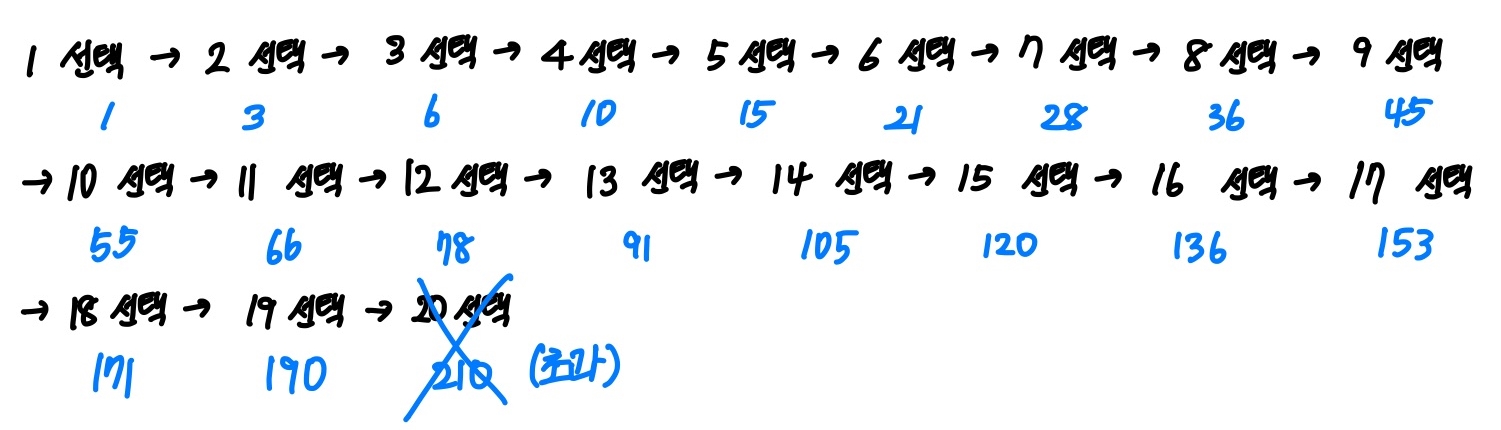 1 선택 → 2 선택 → 3 선택 → 4 선택 → 5 선택 → 6 선택 → 7 선택 → 8 선택 → 9 선택
1 3 6 10 15 21 28 36 45
→ 10 선택 → 11 선택 → 12 선택 → 13 선택 → 14 선택 → 15 선택 → 16 선택 → 17 선택
55 66 78 91 105 120 136 153
→ 18 선택 → 19 선택 → 20 선택
171 190 210 (초과)